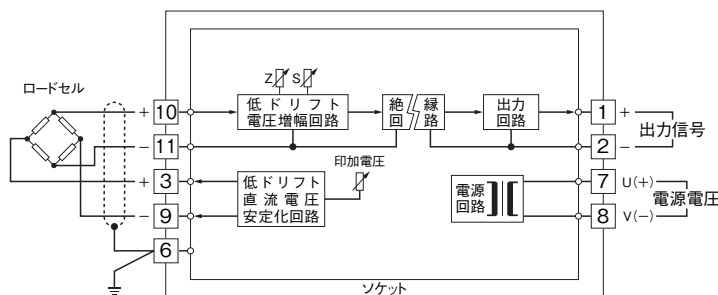 ロードセル
Z S
+ 10
− 11
+ 3
− 9
6
低ドリフト
電圧増幅回路
絶縁
回路
出力
回路
1 +
2 −
出力信号
低ドリフト
直流電圧
安定化回路
印加電圧
電源
回路
7 U(+)
8 V(−)
電源電圧
ソケット